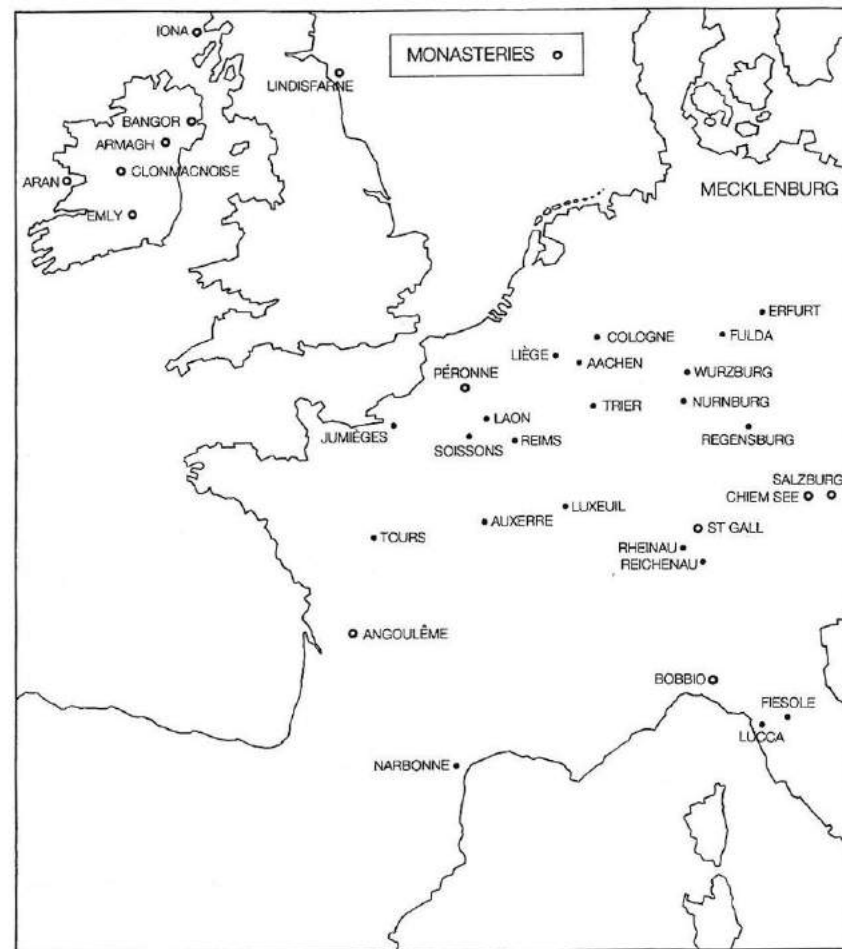 IONA
MONASTERIES
LINDISFARNE
BANGOR
ARMAGH
CLONMACNOISE
ARAN
MECKLENBURG
EMLY
ERFURT
COLOGNE
FULDA
LIÈGE
AACHEN
PÉRONNE
WURZBURG
TRIER
NURNBURG
LAON
JUMIÈGES
SOISSONS
REIMS
REGENSBURG
SALZBURG
CHIEM SEE
LUXEUIL
AUXERRE
ST GALL
TOURS
RHEINAU
REICHENAU
ANGOULÊME
BOBBIO
FIESOLE
LUCCA
NARBONNE